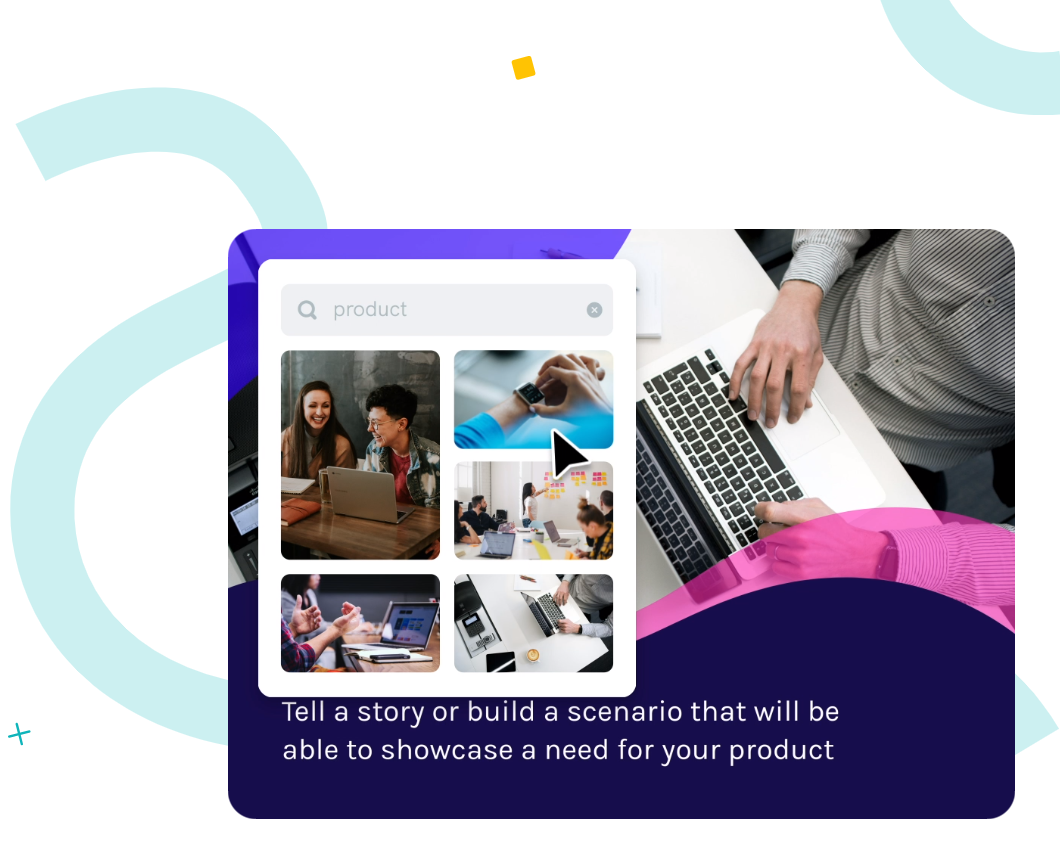 product
Tell a story or build a scenario that will be
able to showcase a need for your product